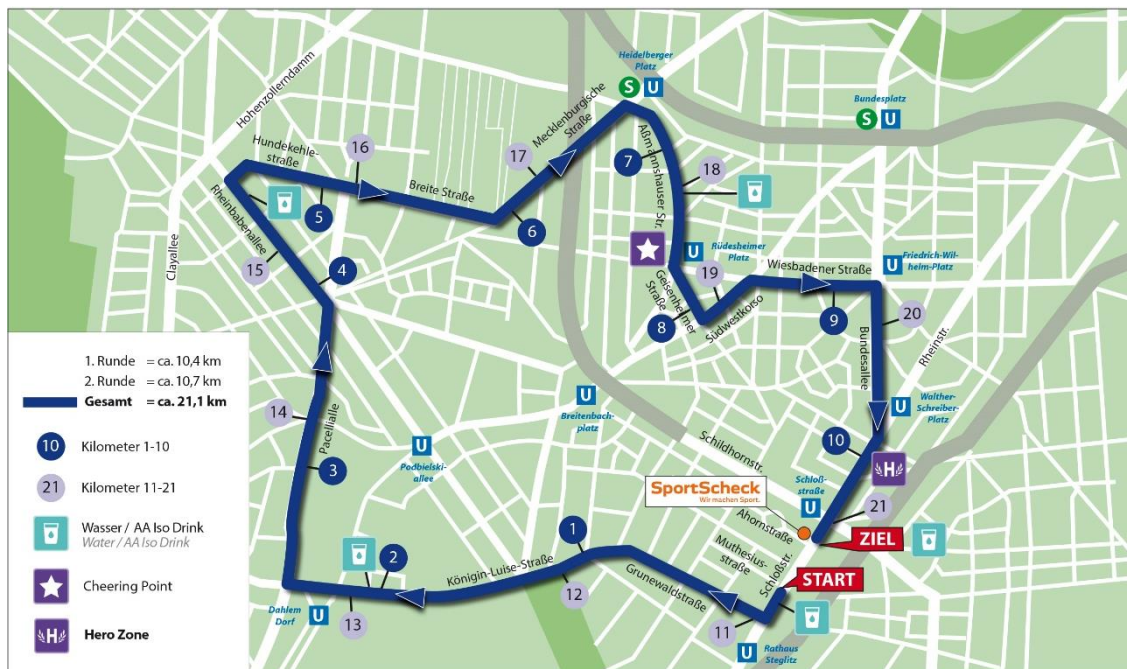 Heidelberger
Platz
S U
Bundesplatz
S U
Hohenzollerndamm
Mecklenburgische
Straße
Hundekehle-
straße
16
17
7
Aßmannshauser Str.
18
Breite Straße
5
6
Rheinbabenallee
Clayallee
15
4
U Rüdesheimer
Platz
19
Wiesbadener Straße
U Friedrich-Wil-
helm-Platz
Geisenheimer
Straße
8
Südwestkorso
9
20
Bundesallee
Rheinstr.
1. Runde = ca. 10,4 km
2. Runde = ca. 10,7 km
Gesamt = ca. 21,1 km
10 Kilometer 1-10
21 Kilometer 11-21
Wasser / AA Iso Drink
Water / AA Iso Drink
Cheering Point
H Hero Zone
14
Pacelliallee
3
U
Podbielski-
allee
U
Breitenbach-
platz
U Walther-
Schreiber-
Platz
Schildhornstr.
10
H
SportScheck
Wir machen Sport.
Schloß-
straße
U
21
Ahornstraße
ZIEL
Muthesius-
straße
Schloßstr.
START
1
2
Königin-Luise-Straße
12
Grunewaldstraße
13
11
Dahlem
Dorf
U
U Rathaus
Steglitz